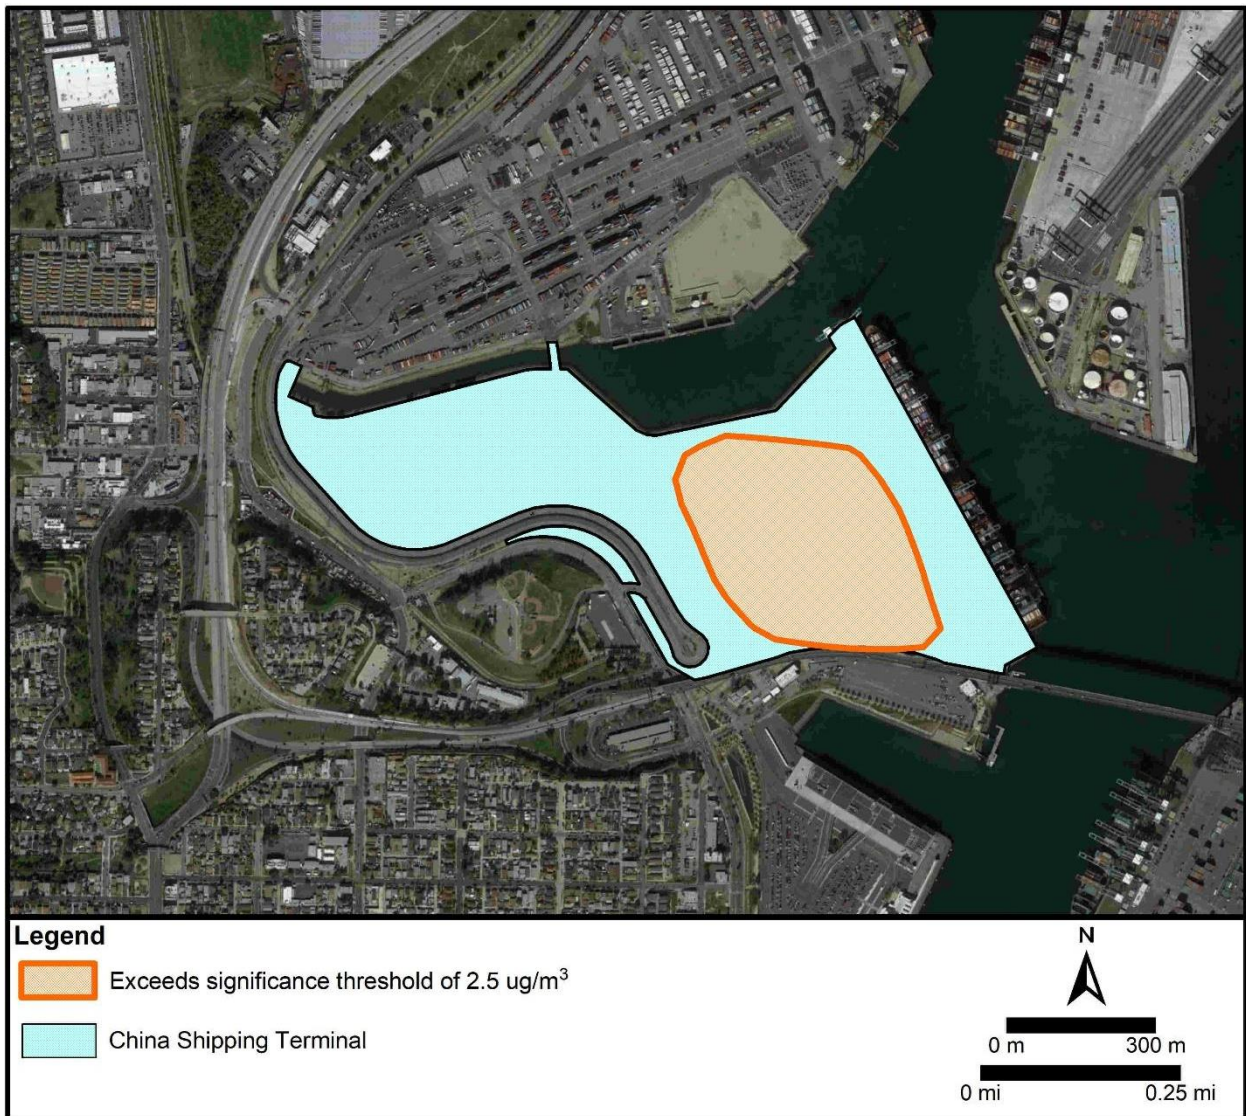 Legend
Exceeds significance threshold of 2.5 ug/m³
China Shipping Terminal
N
0 m 300 m
0 mi 0.25 mi